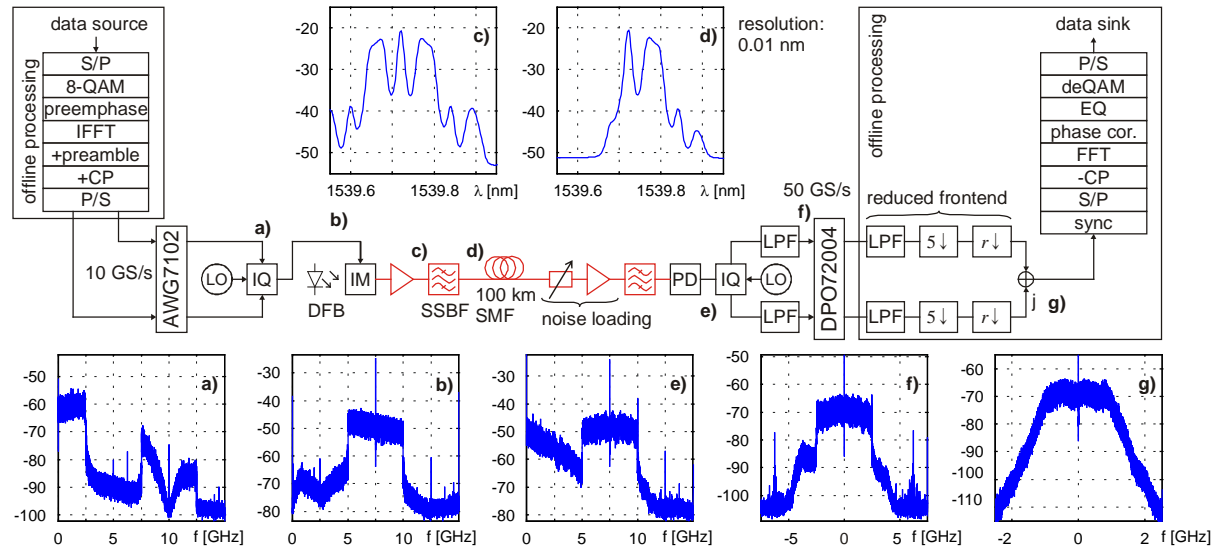 data source
S/P
8-QAM
preemphase
IFFT
+preamble
+CP
P/S
offline processing
-20
-30
-40
-50
c)
1539.6
1539.8
λ [nm]
-20
-30
-40
-50
d)
1539.6
1539.8
λ [nm]
resolution:
0.01 nm
offline processing
data sink
P/S
deQAM
EQ
phase cor.
FFT
-CP
S/P
sync
reduced frontend
10 GS/s
AWG7102
a)
LO
IQ
b)
DFB
IM
c)
SSBF
d)
100 km
SMF
noise loading
PD
IQ
LO
e)
LPF
LPF
50 GS/s
f)
DPO72004
LPF
5↓
r↓
LPF
5↓
r↓
j
g)
a)
-50
-60
-70
-80
-90
-100
0
5
10
f [GHz]
b)
-30
-40
-50
-60
-70
-80
0
5
10
f [GHz]
e)
-30
-40
-50
-60
-70
-80
0
5
10
f [GHz]
f)
-50
-60
-70
-80
-90
-100
-5
0
5
f [GHz]
g)
-60
-70
-80
-90
-100
-110
-2
0
2
f [GHz]